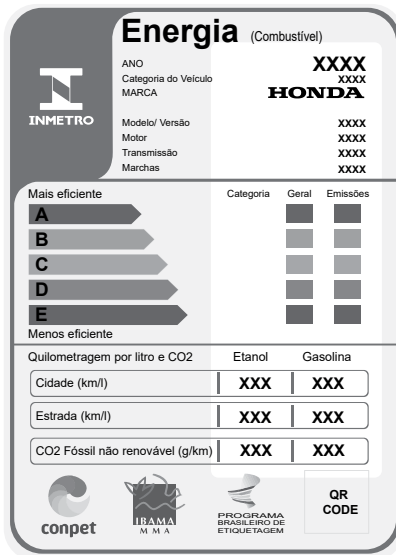 Energia (Combustível)
ANO XXXX
Categoria do Veículo XXXX
MARCA HONDA
INMETRO
Modelo/ Versão XXXX
Motor XXXX
Transmissão XXXX
Marchas XXXX
Mais eficiente Categoria Geral Emissões
A
B
C
D
E
Menos eficiente
Quilometragem por litro e CO2 Etanol Gasolina
Cidade (km/l) XXX XXX
Estrada (km/l) XXX XXX
CO2 Fóssil não renovável (g/km) XXX XXX
conpet
IBAMA
M M A
PROGRAMA
BRASILEIRO DE
ETIQUETAGEM
QR
CODE